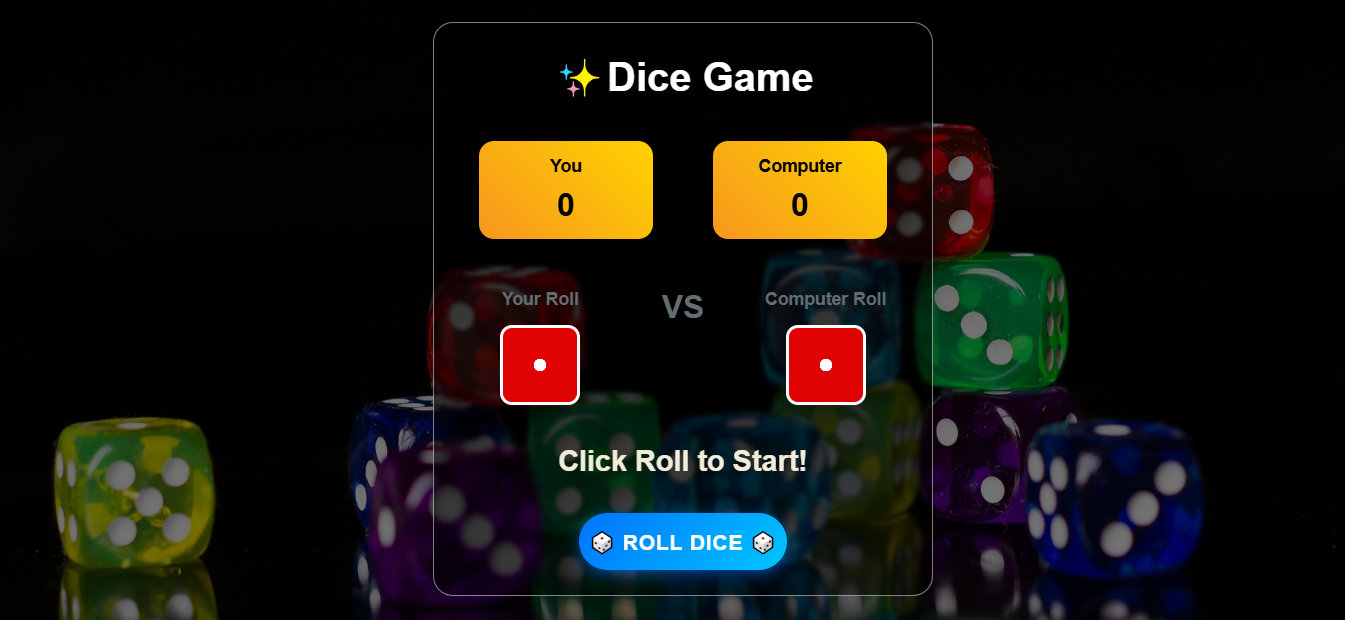 ✨Dice Game
You
Computer
0
0
Your Roll
VS
Computer Roll
Click Roll to Start!
🎲 ROLL DICE 🎲